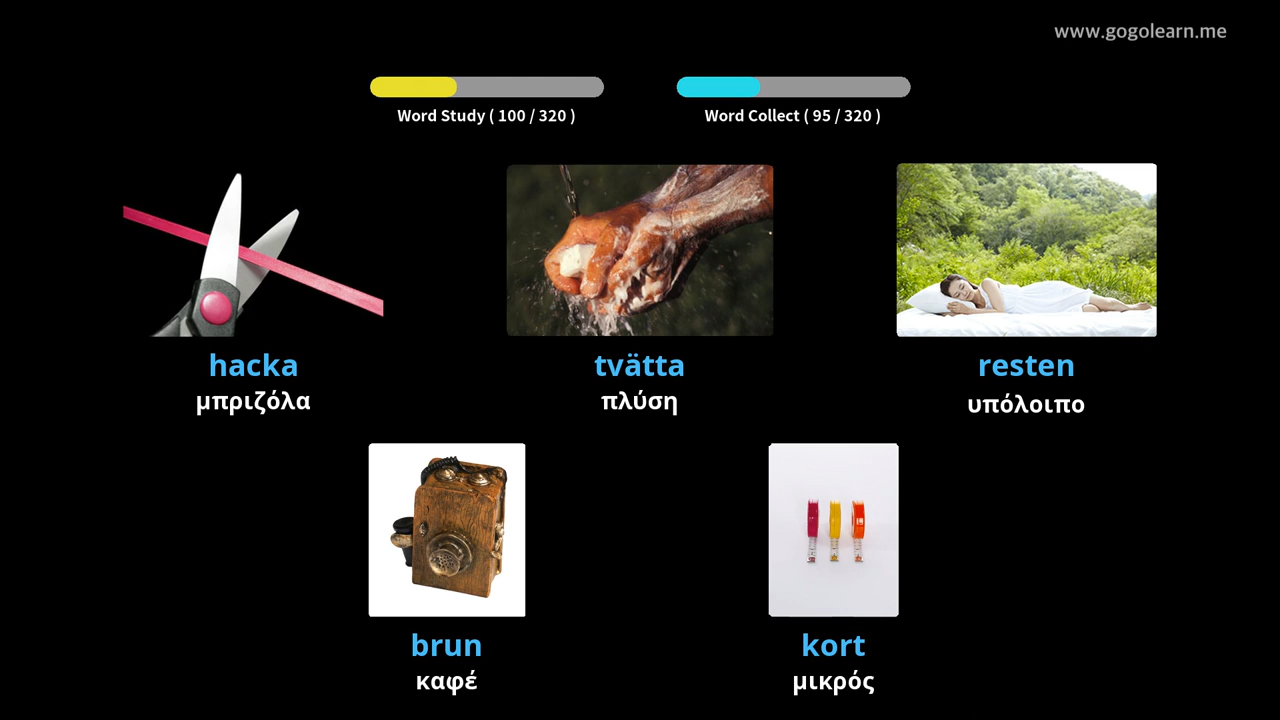 www.gogolearn.me
Word Study ( 100 / 320 )
Word Collect ( 95 / 320 )
hacka
μπριζόλα
tvätta
πλύση
resten
υπόλοιπο
brun
καφέ
kort
μικρός